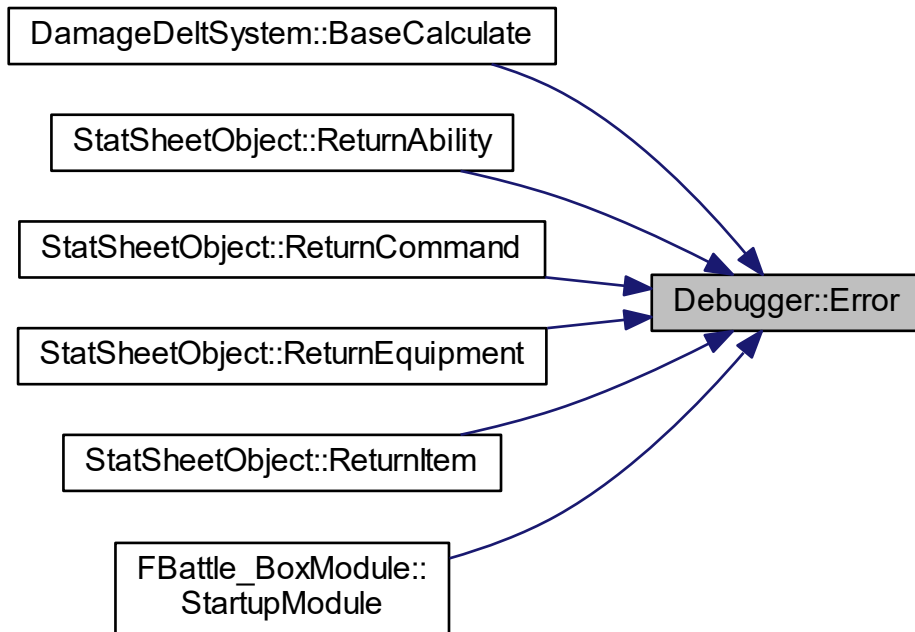 DamageDeltSystem::BaseCalculate
StatSheetObject::ReturnAbility
StatSheetObject::ReturnCommand
Debugger::Error
StatSheetObject::ReturnEquipment
StatSheetObject::ReturnItem
FBattle_BoxModule::
StartupModule